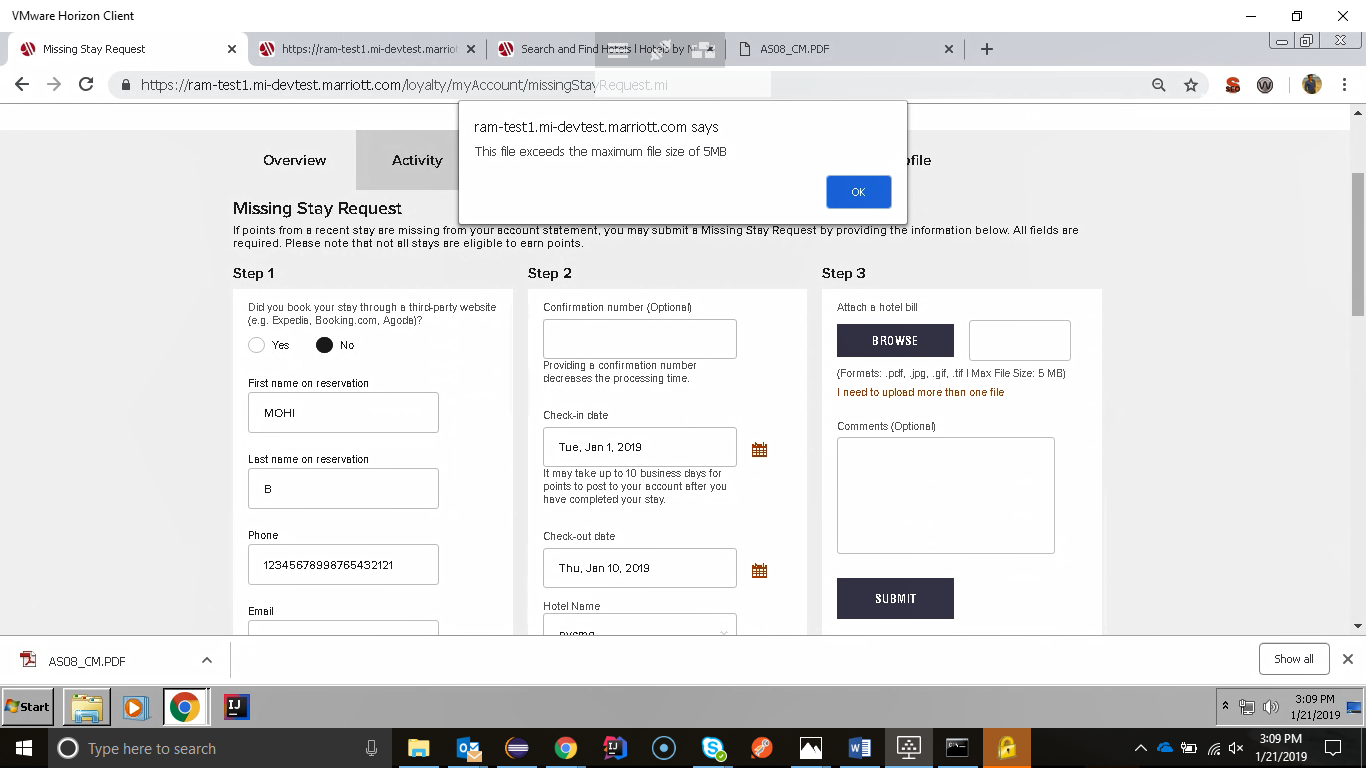 VMware Horizon Client
Missing Stay Request
https://ram-test1.mi-devtest.marriot
Search and Find Hotels | Hotels by M
AS08_CM.PDF
https://ram-test1.mi-devtest.marriott.com/loyalty/myAccount/missingStayRequest.mi
ram-test1.mi-devtest.marriott.com says
This file exceeds the maximum file size of 5MB
OK
Overview
Activity
ofile
Missing Stay Request
If points from a recent stay are missing from your account statement, you may submit a Missing Stay Request by providing the information below. All fields are
required. Please note that not all stays are eligible to earn points.
Step 1
Did you book your stay through a third-party website
(e.g. Expedia, Booking.com, Agoda)?
Yes
No
First name on reservation
MOHI
Last name on reservation
B
Phone
12345678998765432121
Email
Step 2
Confirmation number (Optional)
Providing a confirmation number
decreases the processing time.
Check-in date
Tue, Jan 1, 2019
It may take up to 10 business days for
points to post to your account after you
have completed your stay.
Check-out date
Thu, Jan 10, 2019
Hotel Name
Step 3
Attach a hotel bill
BROWSE
(Formats: .pdf, .jpg, .gif, .tif | Max File Size: 5 MB)
I need to upload more than one file
Comments (Optional)
SUBMIT
AS08_CM.PDF
Show all
Start
3:09 PM
1/21/2019
Type here to search
3:09 PM
1/21/2019